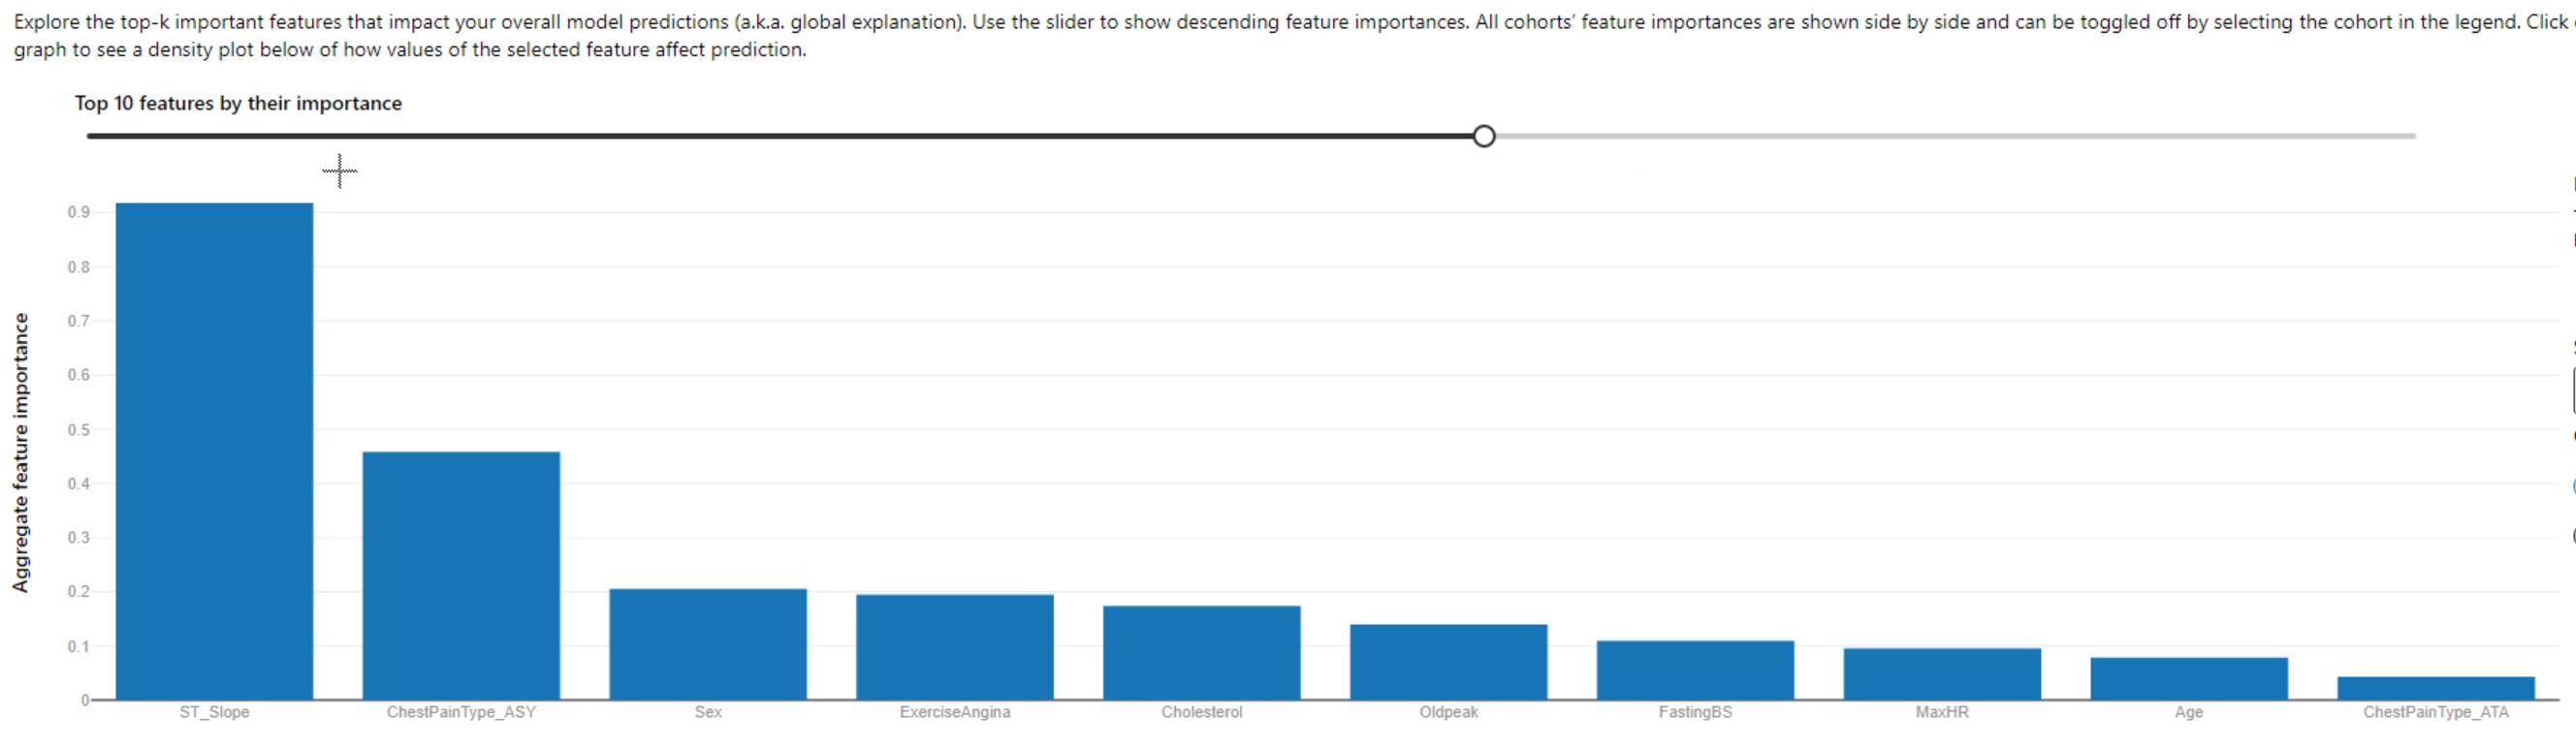 Explore the top-k important features that impact your overall model predictions (a.k.a. global explanation). Use the slider to show descending feature importances. All cohorts' feature importances are shown side by side and can be toggled off by selecting the cohort in the legend. Click
graph to see a density plot below of how values of the selected feature affect prediction.
Top 10 features by their importance
Aggregate feature importance
0.9
0.8
0.7
0.6
0.5
0.4
0.3
0.2
0.1
0
ST_Slope ChestPainType_ASY Sex ExerciseAngina Cholesterol Oldpeak FastingBS MaxHR Age ChestPainType_ATA